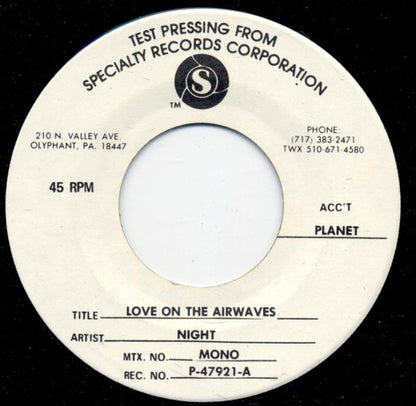 TEST PRESSING FROM
SPECIALTY RECORDS CORPORATION
S
TM
210 N. VALLEY AVE.
OLYPHANT, PA. 18447
PHONE:
(717) 383-2471
TWX 510-671-4580
45 RPM
ACC'T
PLANET
TITLE LOVE ON THE AIRWAVES
ARTIST NIGHT
MTX. NO. MONO
REC. NO. P-47921-A